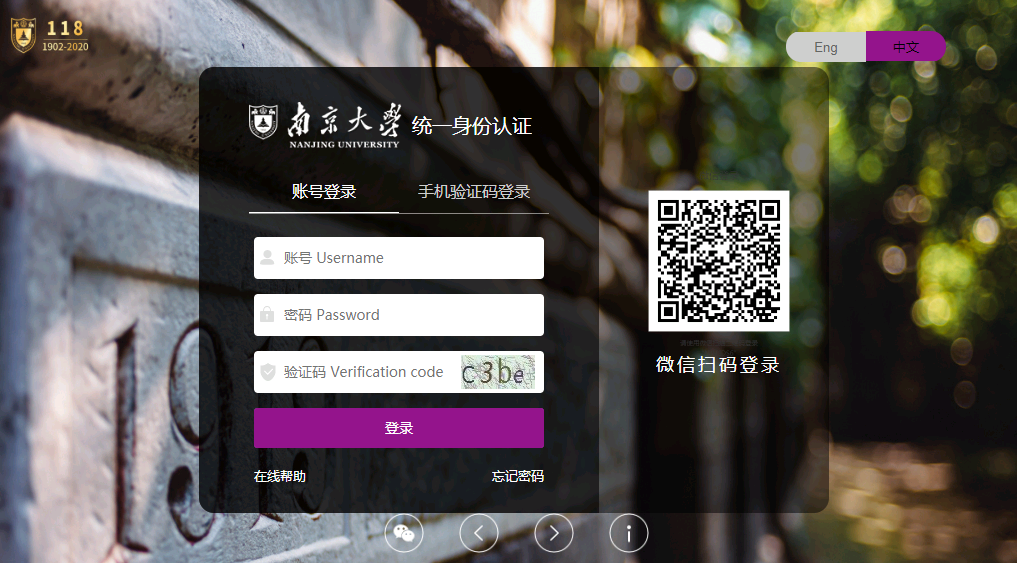 118
1902-2020
Eng
中文
南京大學
NANJING UNIVERSITY
统一身份认证
账号登录
手机验证码登录
账号 Username
密码 Password
验证码 Verification code
c3be
登录
在线帮助
忘记密码
微信扫码登录
1919